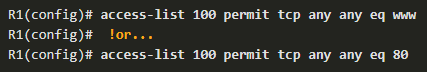 R1(config)# access-list 100 permit tcp any any eq www
R1(config)#  !or...
R1(config)# access-list 100 permit tcp any any eq 80